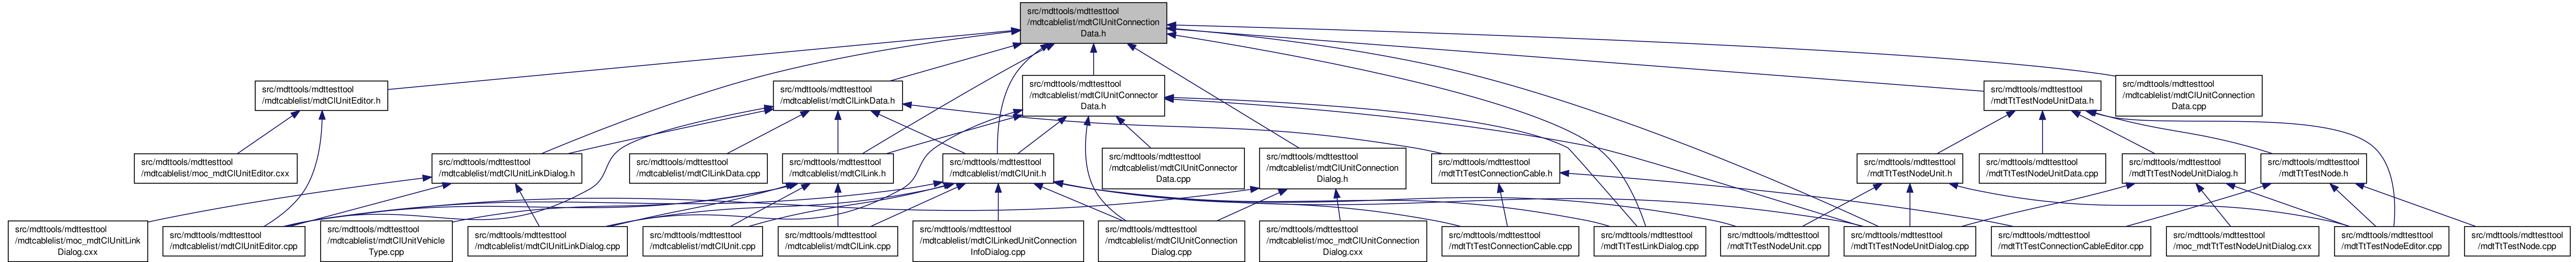 src/mdttools/mdttesttool
/mdtcablelist/mdtClUnitConnection
Data.h
src/mdttools/mdttesttool
/mdtcablelist/mdtClUnitEditor.h
src/mdttools/mdttesttool
/mdtcablelist/mdtClLinkData.h
src/mdttools/mdttesttool
/mdtcablelist/mdtClUnitConnector
Data.h
src/mdttools/mdttesttool
/mdtTtTestNodeUnitData.h
src/mdttools/mdttesttool
/mdtcablelist/mdtClUnitConnection
Data.cpp
src/mdttools/mdttesttool
/mdtcablelist/moc_mdtClUnitEditor.cxx
src/mdttools/mdttesttool
/mdtcablelist/mdtClUnitLinkDialog.h
src/mdttools/mdttesttool
/mdtcablelist/mdtClLinkData.cpp
src/mdttools/mdttesttool
/mdtcablelist/mdtClLink.h
src/mdttools/mdttesttool
/mdtcablelist/mdtClUnit.h
src/mdttools/mdttesttool
/mdtcablelist/mdtClUnitConnector
Data.cpp
src/mdttools/mdttesttool
/mdtcablelist/mdtClUnitConnection
Dialog.h
src/mdttools/mdttesttool
/mdtTtTestConnectionCable.h
src/mdttools/mdttesttool
/mdtTtTestNodeUnit.h
src/mdttools/mdttesttool
/mdtTtTestNodeUnitData.cpp
src/mdttools/mdttesttool
/mdtTtTestNodeUnitDialog.h
src/mdttools/mdttesttool
/mdtTtTestNode.h
src/mdttools/mdttesttool
/mdtcablelist/moc_mdtClUnitLink
Dialog.cxx
src/mdttools/mdttesttool
/mdtcablelist/mdtClUnitEditor.cpp
src/mdttools/mdttesttool
/mdtcablelist/mdtClUnitVehicle
Type.cpp
src/mdttools/mdttesttool
/mdtcablelist/mdtClUnitLinkDialog.cpp
src/mdttools/mdttesttool
/mdtcablelist/mdtClUnit.cpp
src/mdttools/mdttesttool
/mdtcablelist/mdtClLink.cpp
src/mdttools/mdttesttool
/mdtcablelist/mdtClLinkedUnitConnection
InfoDialog.cpp
src/mdttools/mdttesttool
/mdtcablelist/mdtClUnitConnection
Dialog.cpp
src/mdttools/mdttesttool
/mdtcablelist/moc_mdtClUnitConnection
Dialog.cxx
src/mdttools/mdttesttool
/mdtTtTestConnectionCable.cpp
src/mdttools/mdttesttool
/mdtTtTestLinkDialog.cpp
src/mdttools/mdttesttool
/mdtTtTestNodeUnit.cpp
src/mdttools/mdttesttool
/mdtTtTestNodeUnitDialog.cpp
src/mdttools/mdttesttool
/mdtTtTestConnectionCableEditor.cpp
src/mdttools/mdttesttool
/moc_mdtTtTestNodeUnitDialog.cxx
src/mdttools/mdttesttool
/mdtTtTestNodeEditor.cpp
src/mdttools/mdttesttool
/mdtTtTestNode.cpp